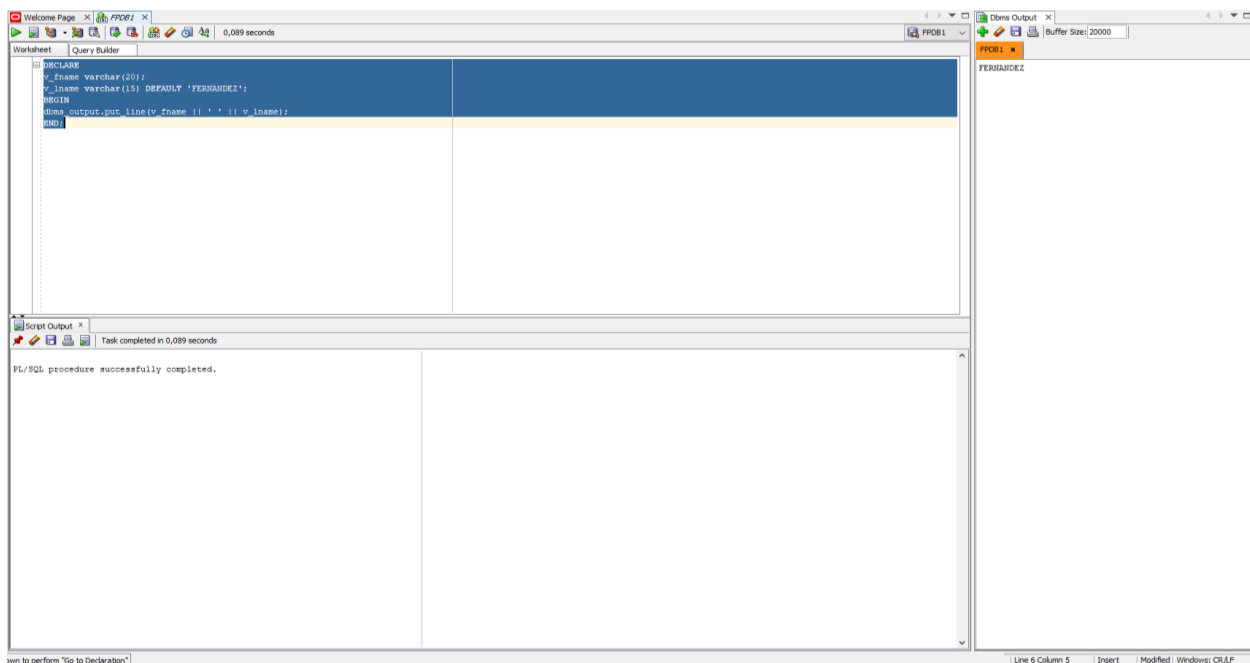 Welcome Page FPDB1
0,089 seconds FPDB1
Worksheet Query Builder
DECLARE
v_fname varchar(20);
v_lname varchar(15) DEFAULT 'FERNANDEZ';
BEGIN
dbms_output.put_line(v_fname || ' ' || v_lname);
END;
Script Output
Task completed in 0,089 seconds
PL/SQL procedure successfully completed.
Dbms Output
Buffer Size: 20000
FPDB1
FERNANDEZ
own to perform "Go to Declaration"
Line 6 Column 5 Insert Modified Windows: CR/LF